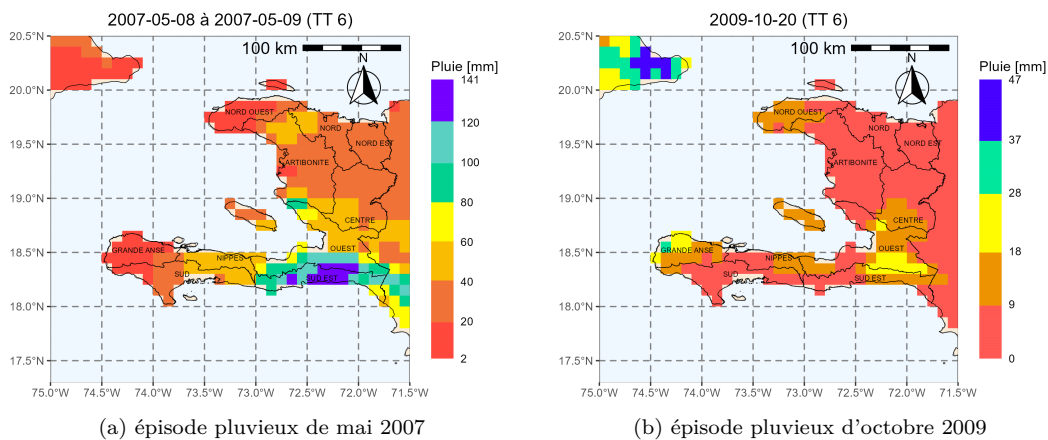 2007-05-08 à 2007-05-09 (TT 6)
20.5°N
20.0°N
19.5°N
19.0°N
18.5°N
18.0°N
17.5°N
75.0°W 74.5°W 74.0°W 73.5°W 73.0°W 72.5°W 72.0°W 71.5°W
100 km
NORD OUEST
NORD
NORD EST
ARTIBONITE
CENTRE
OUEST
GRANDE ANSE
NIPPES
SUD
SUD EST
Pluie [mm]
141
120
100
80
60
40
20
2
(a) épisode pluvieux de mai 2007
2009-10-20 (TT 6)
20.5°N
20.0°N
19.5°N
19.0°N
18.5°N
18.0°N
17.5°N
75.0°W 74.5°W 74.0°W 73.5°W 73.0°W 72.5°W 72.0°W 71.5°W
100 km
NORD OUEST
NORD
NORD EST
ARTIBONITE
CENTRE
OUEST
GRANDE ANSE
NIPPES
SUD
SUD EST
Pluie [mm]
47
37
28
18
9
0
(b) épisode pluvieux d'octobre 2009